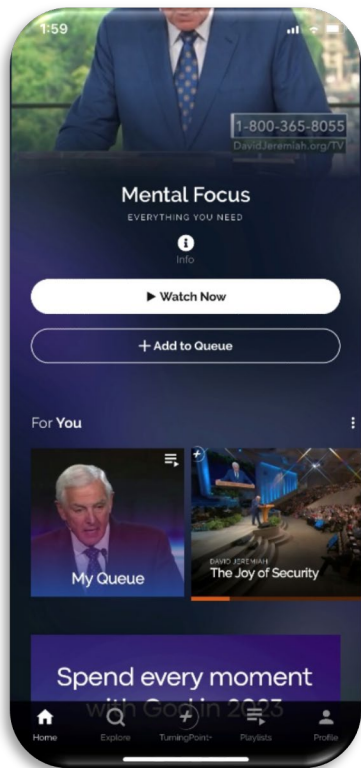 1:59
1-800-365-8055
DavidJeremiah.org/TV
Mental Focus
EVERYTHING YOU NEED
Info
Watch Now
+ Add to Queue
For You
My Queue
DAVID JEREMIAH
The Joy of Security
Spend every moment
with God in 2023
Home Explore TurningPoint+ Playlists Profile